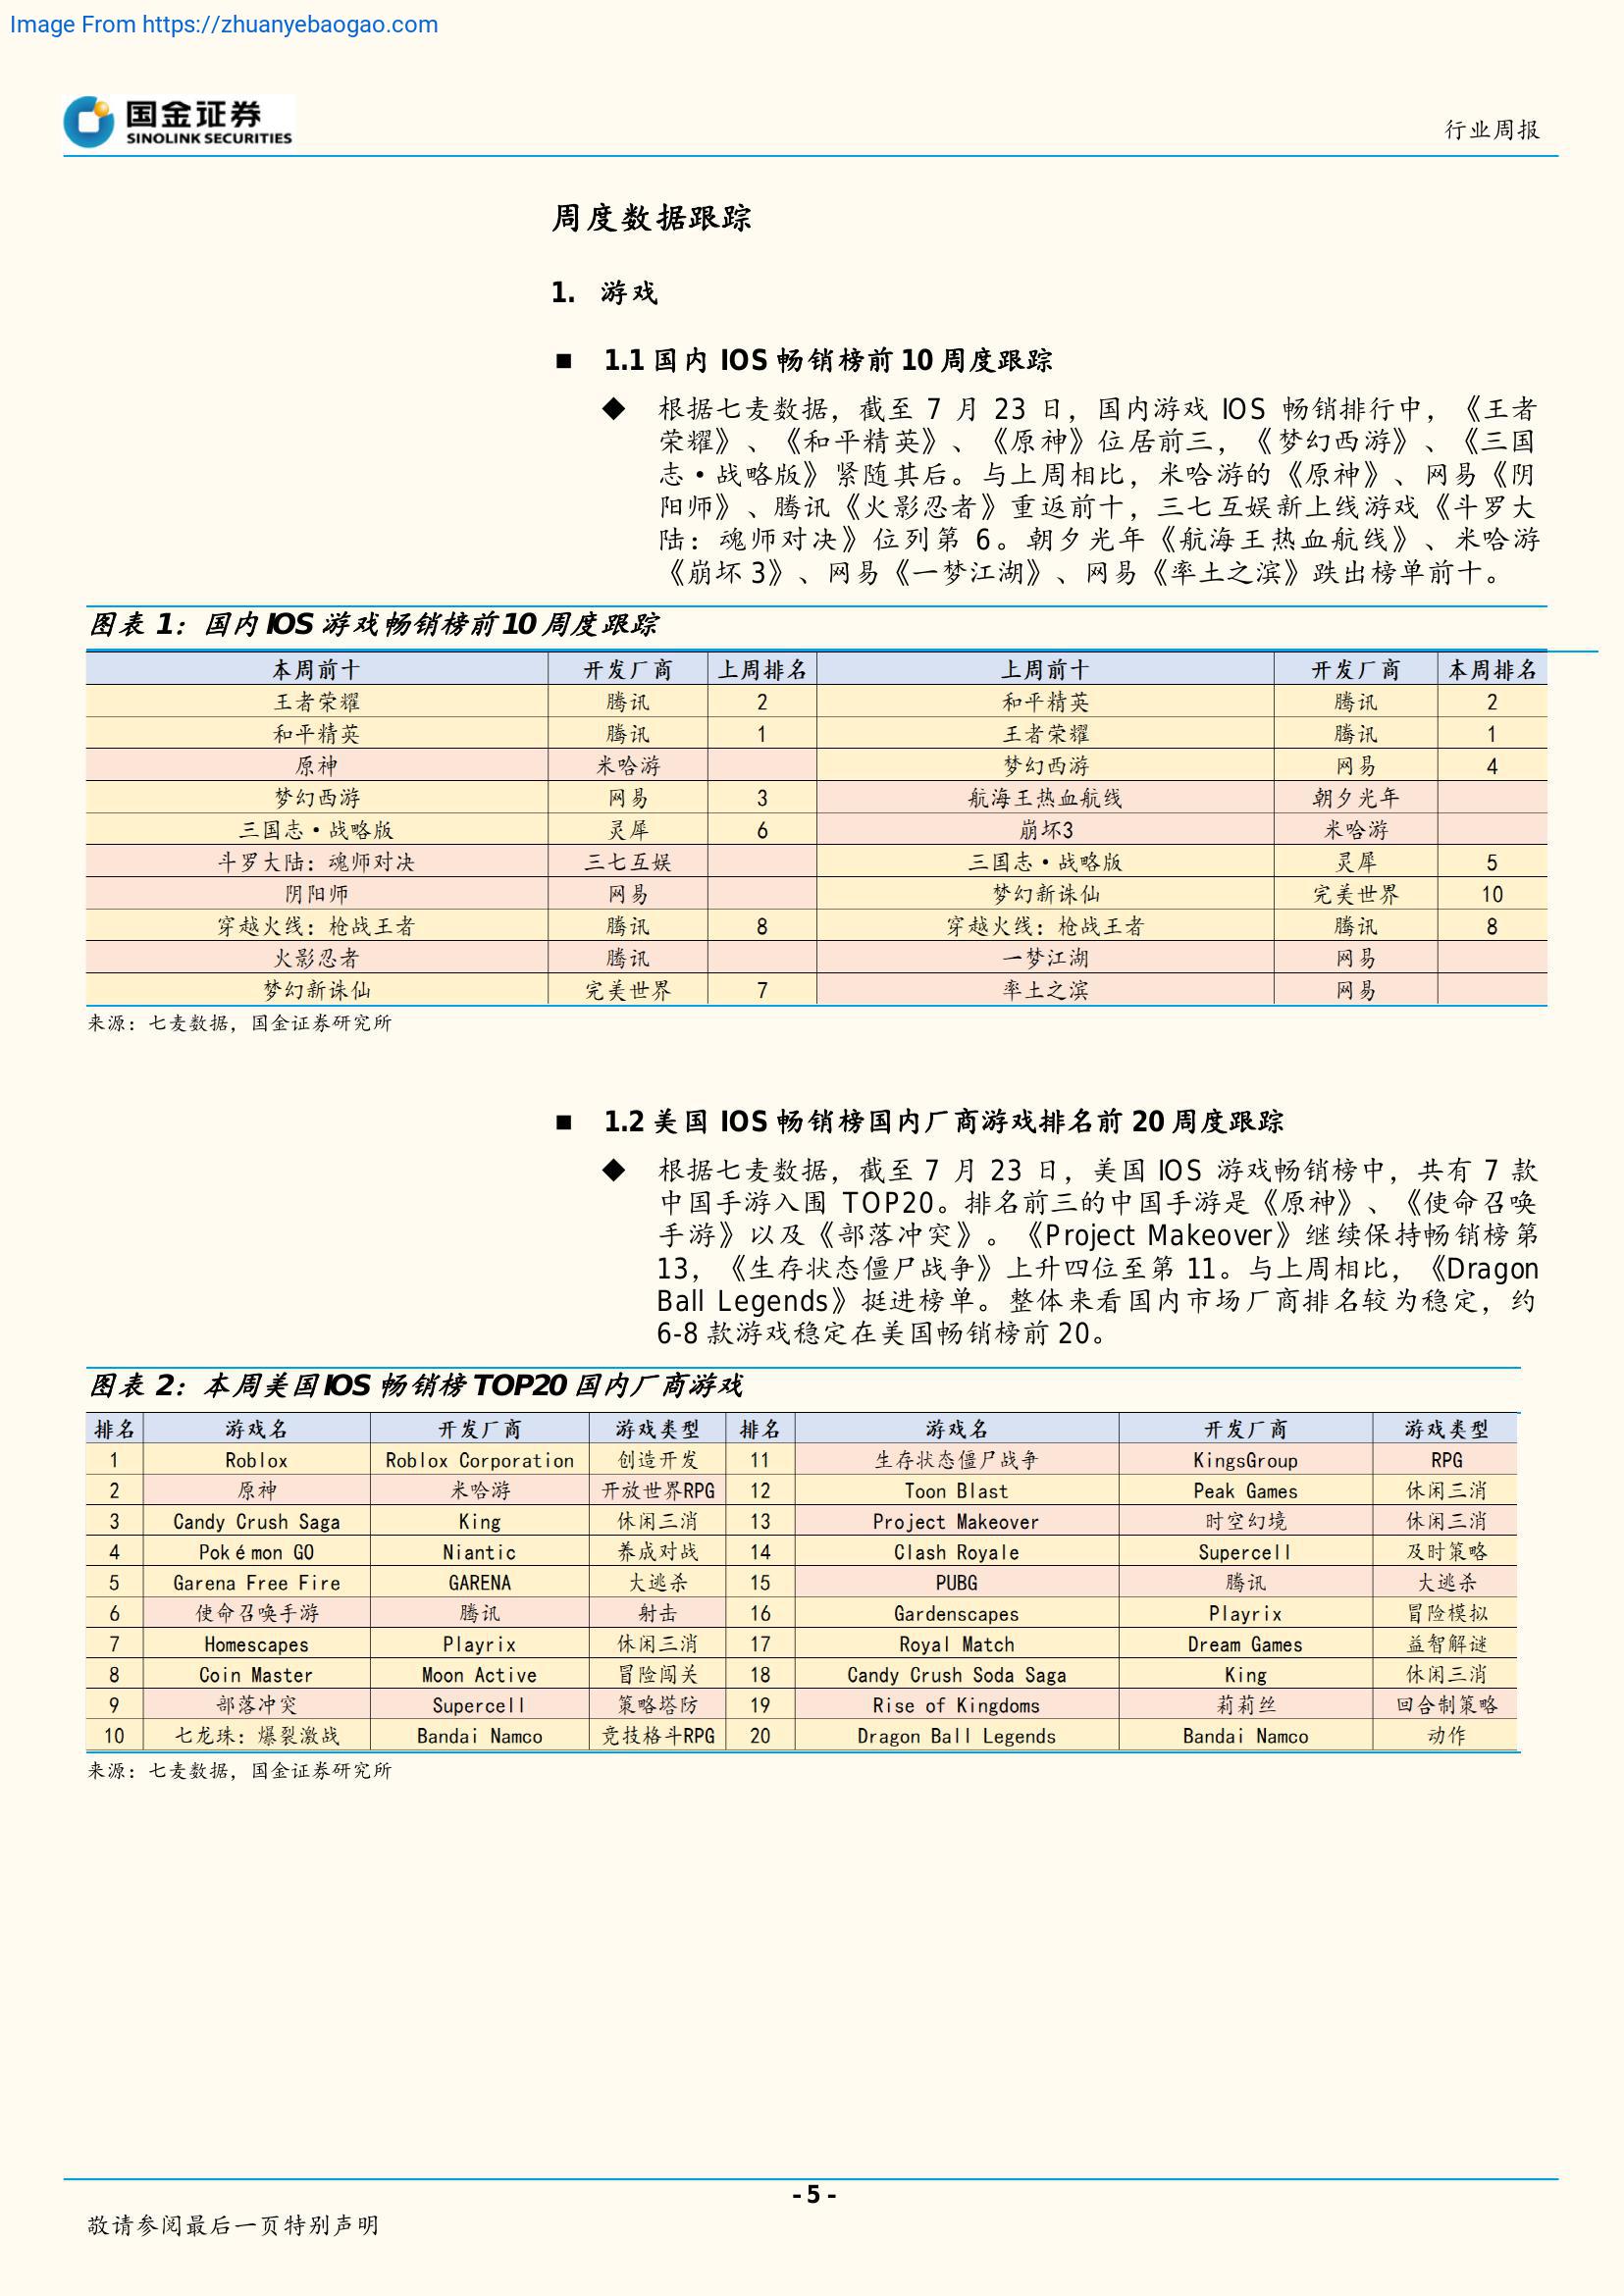 Image From https://zhuanyebaogao.com
国金证券
SINOLINK SECURITIES
行业周报
周度数据跟踪
1. 游戏
■ 1.1 国内 IOS 畅销榜前 10 周度跟踪
◆ 根据七麦数据，截至 7 月 23 日，国内游戏 IOS 畅销排行中，《王者
荣耀》、《和平精英》、《原神》位居前三，《梦幻西游》、《三国
志·战略版》紧随其后。与上周相比，米哈游的《原神》、网易《阴
阳师》、腾讯《火影忍者》重返前十，三七互娱新上线游戏《斗罗大
陆：魂师对决》位列第 6。朝夕光年《航海王热血航线》、米哈游
《崩坏 3》、网易《一梦江湖》、网易《率土之滨》跌出榜单前十。
图表 1：国内 IOS 游戏畅销榜前 10 周度跟踪
本周前十 开发厂商 上周排名 上周前十 开发厂商 本周排名
王者荣耀 腾讯 2 和平精英 腾讯 2
和平精英 腾讯 1 王者荣耀 腾讯 1
原神 米哈游 梦幻西游 网易 4
梦幻西游 网易 3 航海王热血航线 朝夕光年
三国志·战略版 灵犀 6 崩坏3 米哈游
斗罗大陆：魂师对决 三七互娱 三国志·战略版 灵犀 5
阴阳师 网易 梦幻新诛仙 完美世界 10
穿越火线：枪战王者 腾讯 8 穿越火线：枪战王者 腾讯 8
火影忍者 腾讯 一梦江湖 网易
梦幻新诛仙 完美世界 7 率土之滨 网易
来源：七麦数据，国金证券研究所
■ 1.2 美国 IOS 畅销榜国内厂商游戏排名前 20 周度跟踪
◆ 根据七麦数据，截至 7 月 23 日，美国 IOS 游戏畅销榜中，共有 7 款
中国手游入围 TOP20。排名前三的中国手游是《原神》、《使命召唤
手游》以及《部落冲突》。《Project Makeover》继续保持畅销榜第
13，《生存状态僵尸战争》上升四位至第 11。与上周相比，《Dragon
Ball Legends》挺进榜单。整体来看国内市场厂商排名较为稳定，约
6-8 款游戏稳定在美国畅销榜前 20。
图表 2：本周美国 IOS 畅销榜 TOP20 国内厂商游戏
排名 游戏名 开发厂商 游戏类型 排名 游戏名 开发厂商 游戏类型
1 Roblox Roblox Corporation 创造开发 11 生存状态僵尸战争 KingsGroup RPG
2 原神 米哈游 开放世界RPG 12 Toon Blast Peak Games 休闲三消
3 Candy Crush Saga King 休闲三消 13 Project Makeover 时空幻境 休闲三消
4 Pokémon GO Niantic 养成对战 14 Clash Royale Supercell 及时策略
5 Garena Free Fire GARENA 大逃杀 15 PUBG 腾讯 大逃杀
6 使命召唤手游 腾讯 射击 16 Gardenscapes Playrix 冒险模拟
7 Homescapes Playrix 休闲三消 17 Royal Match Dream Games 益智解谜
8 Coin Master Moon Active 冒险闯关 18 Candy Crush Soda Saga King 休闲三消
9 部落冲突 Supercell 策略塔防 19 Rise of Kingdoms 莉莉丝 回合制策略
10 七龙珠：爆裂激战 Bandai Namco 竞技格斗RPG 20 Dragon Ball Legends Bandai Namco 动作
来源：七麦数据，国金证券研究所
- 5 -
敬请参阅最后一页特别声明